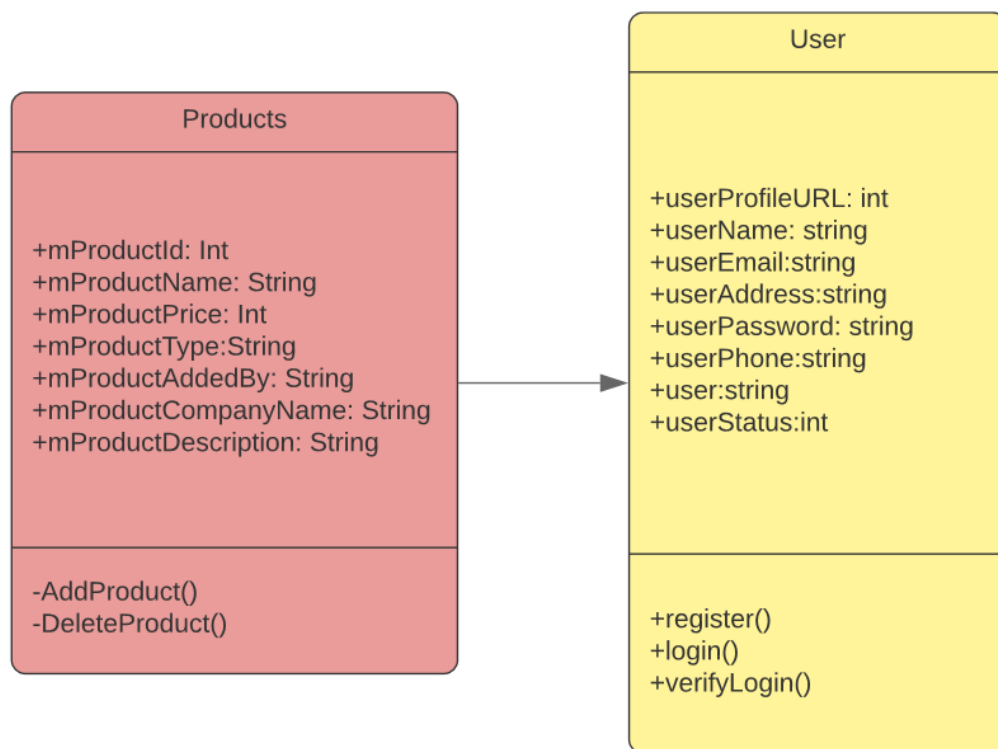 Products
+mProductId: Int
+mProductName: String
+mProductPrice: Int
+mProductType:String
+mProductAddedBy: String
+mProductCompanyName: String
+mProductDescription: String
-AddProduct()
-DeleteProduct()
User
+userProfileURL: int
+userName: string
+userEmail:string
+userAddress:string
+userPassword: string
+userPhone:string
+user:string
+userStatus:int
+register()
+login()
+verifyLogin()